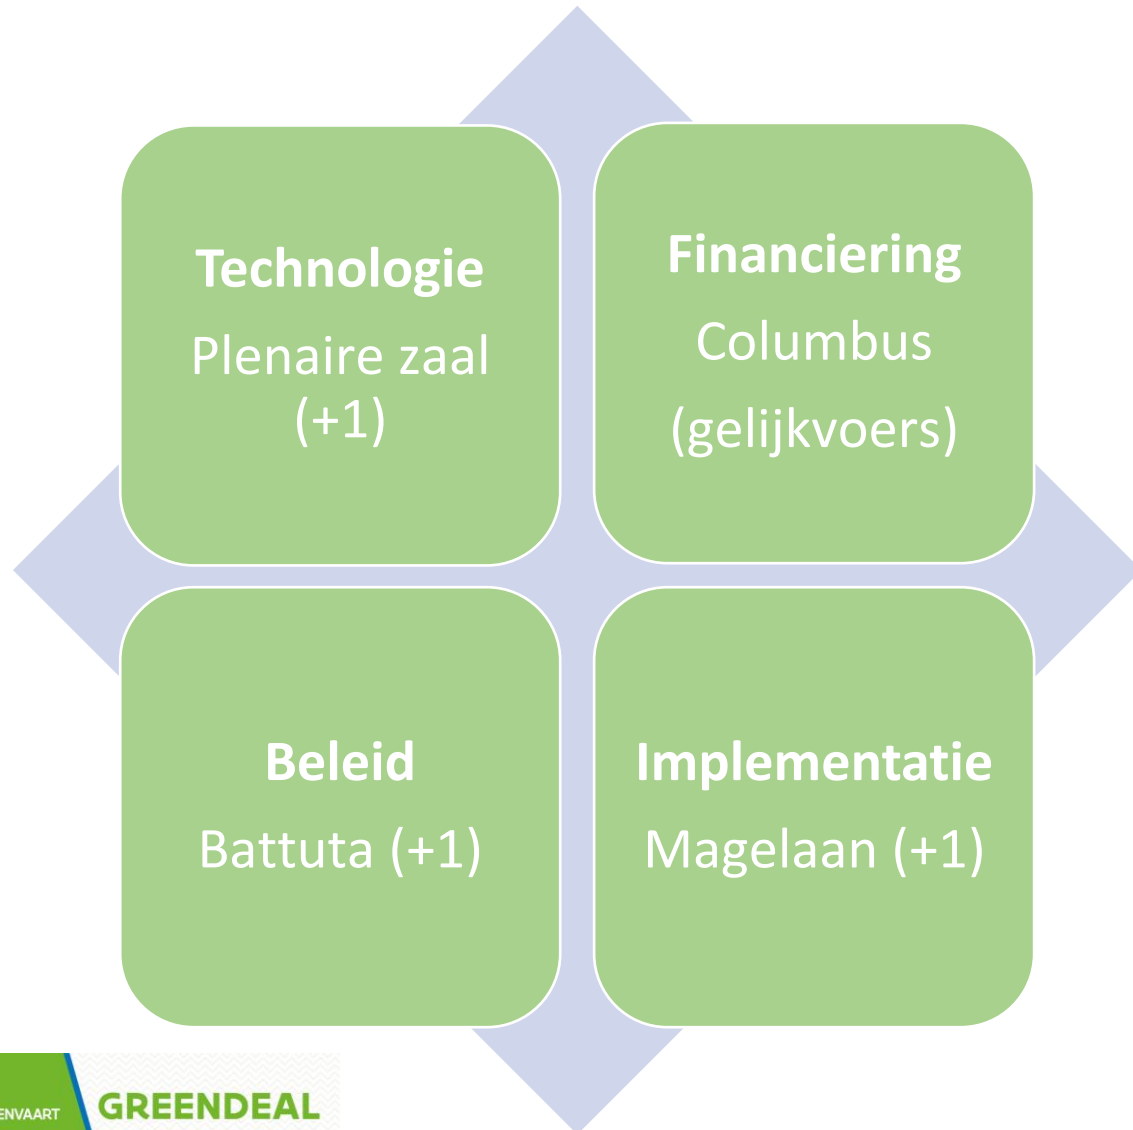 Technologie
Plenaire zaal
(+1)
Financiering
Columbus
(gelijkvoers)
Beleid
Battuta (+1)
Implementatie
Magelaan (+1)
ENVAART
GREENDEAL